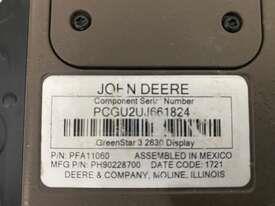 JOHN DEERE
Component Serial Number
PCGU2UJ661824
GreenStar 3 2630 Display
P/N: PFA11060 ASSEMBLED IN MEXICO
MFG P/N: PH90228700 DATE CODE: 1721
DEERE & COMPANY, MOLINE, ILLINOIS